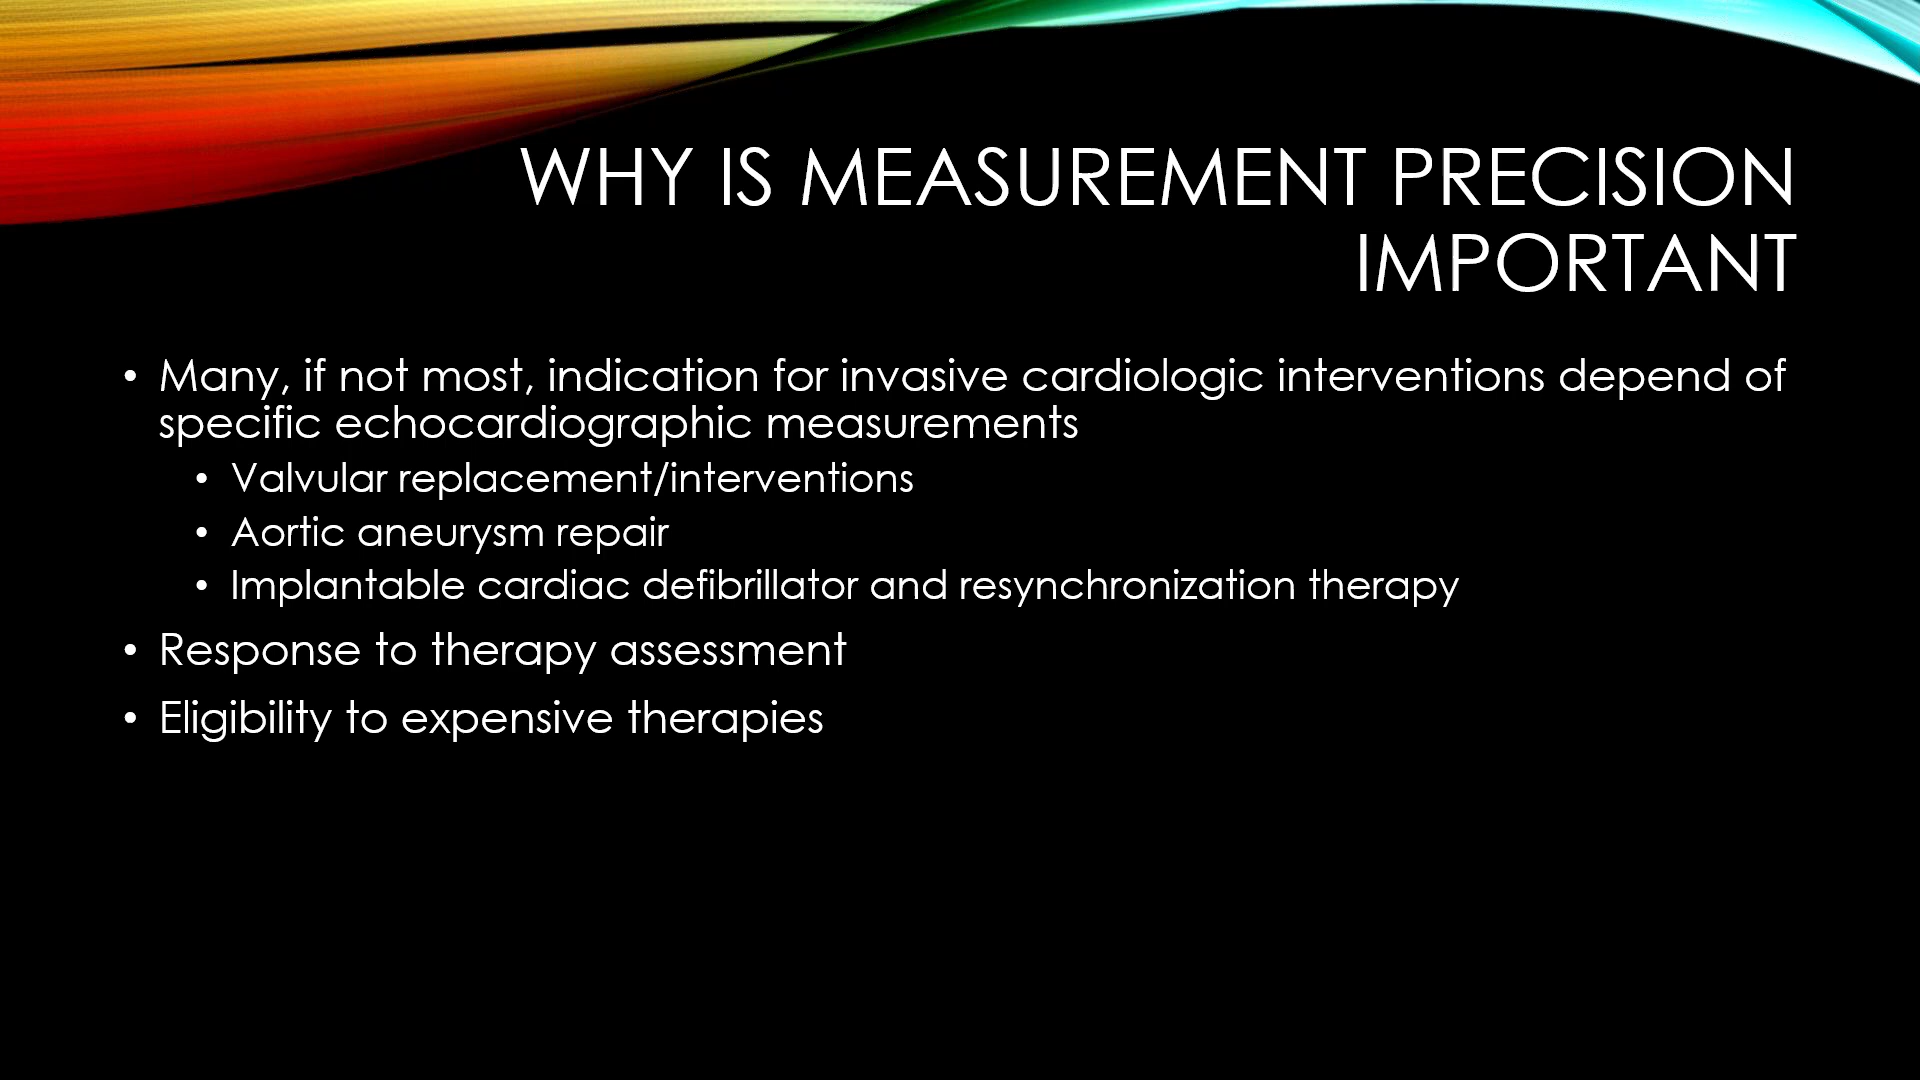 WHY IS MEASUREMENT PRECISION
IMPORTANT
• Many, if not most, indication for invasive cardiologic interventions depend of
specific echocardiographic measurements
• Valvular replacement/interventions
• Aortic aneurysm repair
• Implantable cardiac defibrillator and resynchronization therapy
• Response to therapy assessment
• Eligibility to expensive therapies